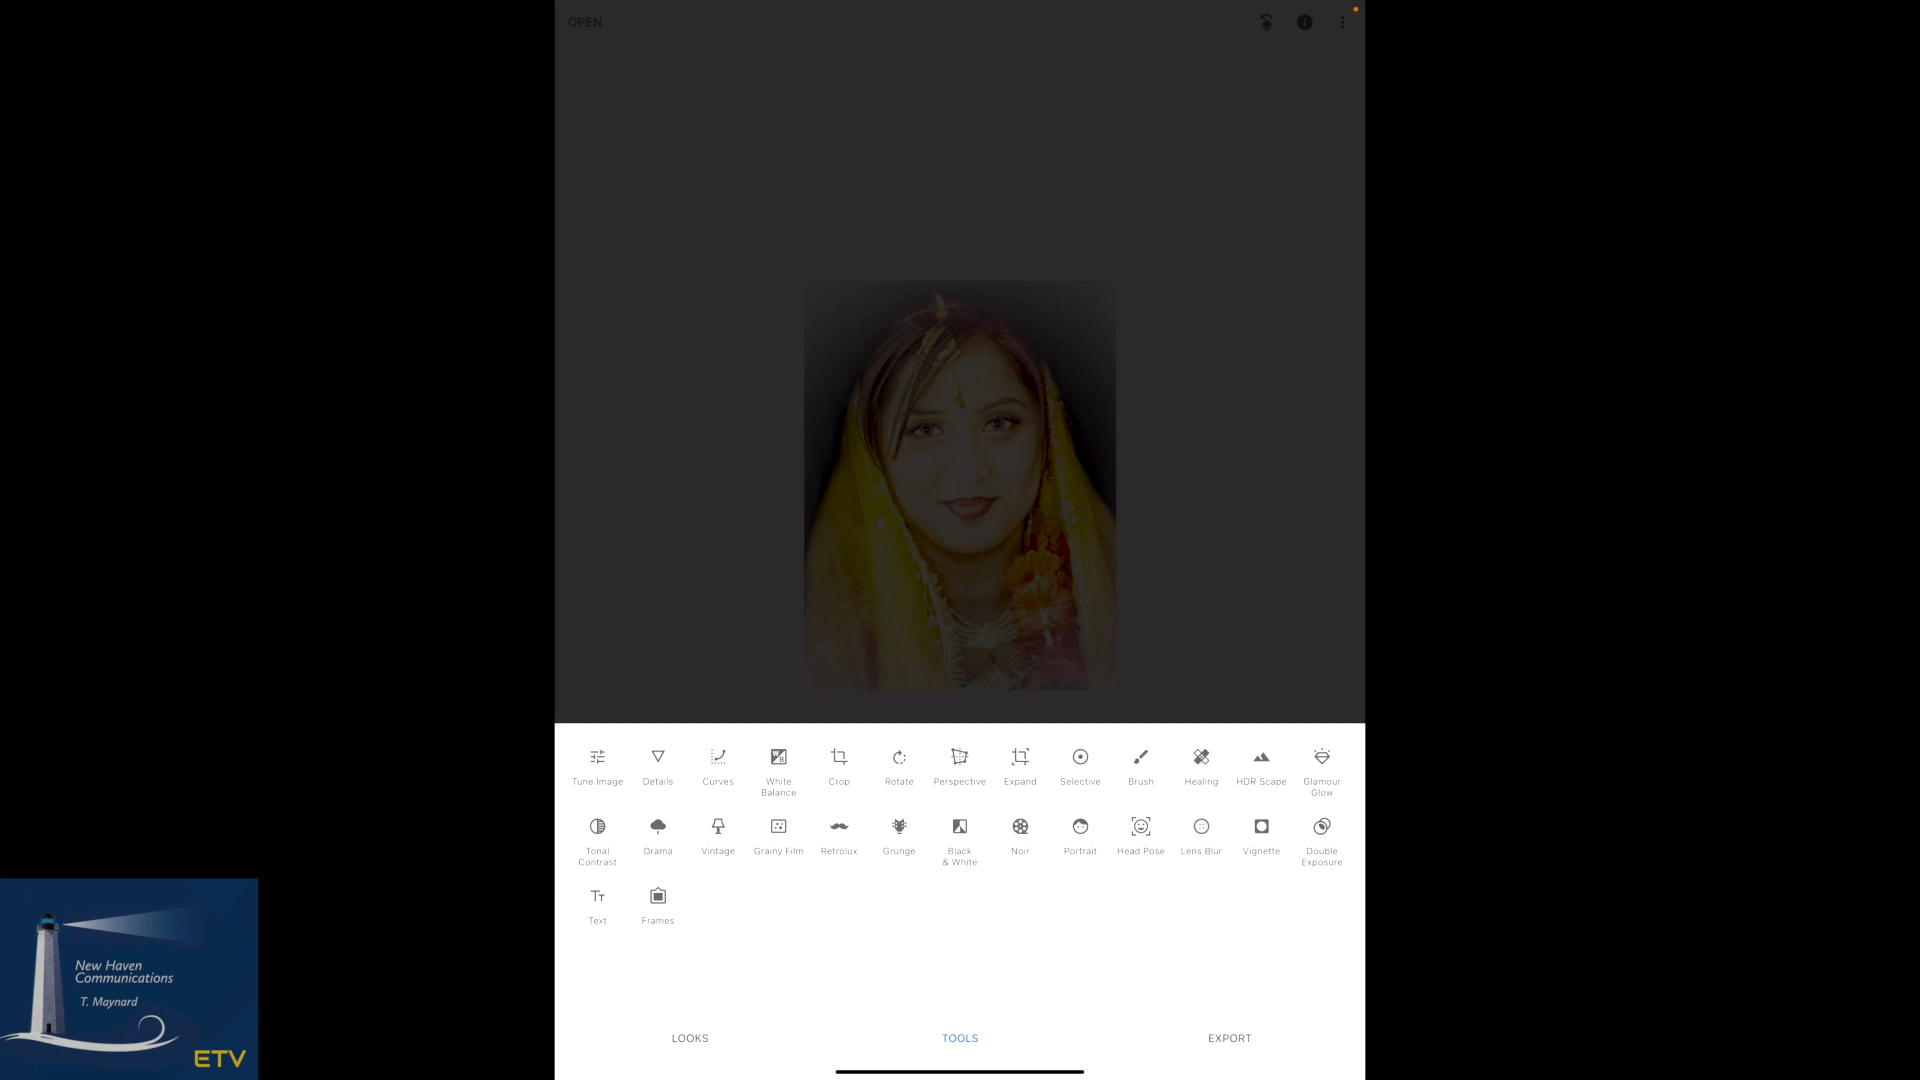 OPEN
Tune Image Details Curves White Balance Crop Rotate Perspective Expand Selective Brush Healing HDR Scape Glamour Glow
Tonal Contrast Drama Vintage Grainy Film Retrolux Grunge Black & White Noir Portrait Head Pose Lens Blur Vignette Double Exposure
Text Frames
LOOKS TOOLS EXPORT
New Haven
Communications
T. Maynard
ETV